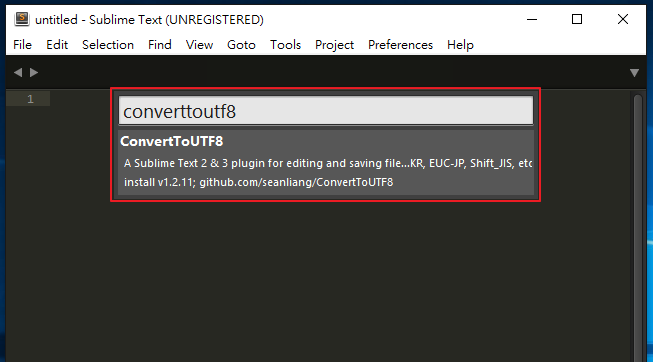 untitled - Sublime Text (UNREGISTERED)
File Edit Selection Find View Goto Tools Project Preferences Help
1
converttoutf8
ConvertToUTF8
A Sublime Text 2 & 3 plugin for editing and saving file...KR, EUC-JP, Shift_JIS, etc
install v1.2.11; github.com/seanliang/ConvertToUTF8